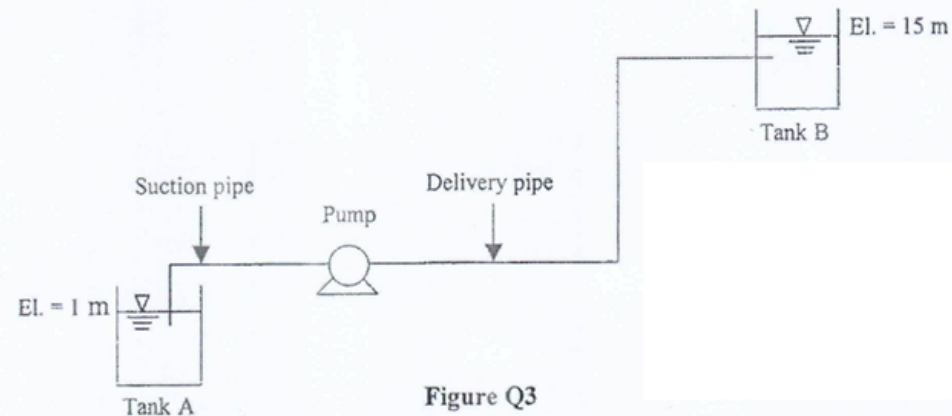 El. = 15 m
Tank B
Suction pipe
Delivery pipe
Pump
El. = 1 m
Figure Q3
Tank A